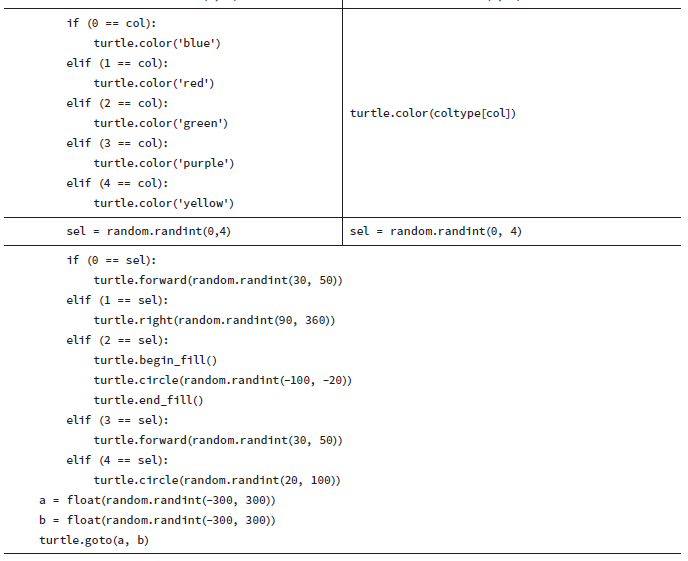 if (0 == col):
turtle.color('blue')
elif (1 == col):
turtle.color('red')
elif (2 == col):
turtle.color('green')
elif (3 == col):
turtle.color('purple')
elif (4 == col):
turtle.color('yellow')
turtle.color(coltype[col])
sel = random.randint(0,4)
sel = random.randint(0, 4)
if (0 == sel):
turtle.forward(random.randint(30, 50))
elif (1 == sel):
turtle.right(random.randint(90, 360))
elif (2 == sel):
turtle.begin_fill()
turtle.circle(random.randint(-100, -20))
turtle.end_fill()
elif (3 == sel):
turtle.forward(random.randint(30, 50))
elif (4 == sel):
turtle.circle(random.randint(20, 100))
a = float(random.randint(-300, 300))
b = float(random.randint(-300, 300))
turtle.goto(a, b)